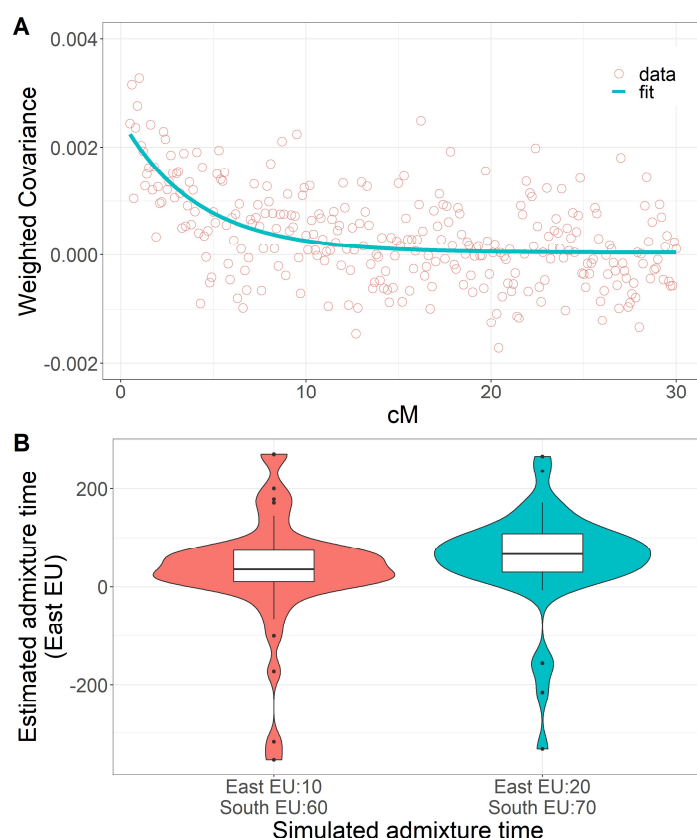 A
0.004
0.002
0.000
-0.002
Weighted Covariance
data
fit
0
10
20
30
cM
B
200
0
-200
Estimated admixture time
(East EU)
East EU:10
South EU:60
East EU:20
South EU:70
Simulated admixture time